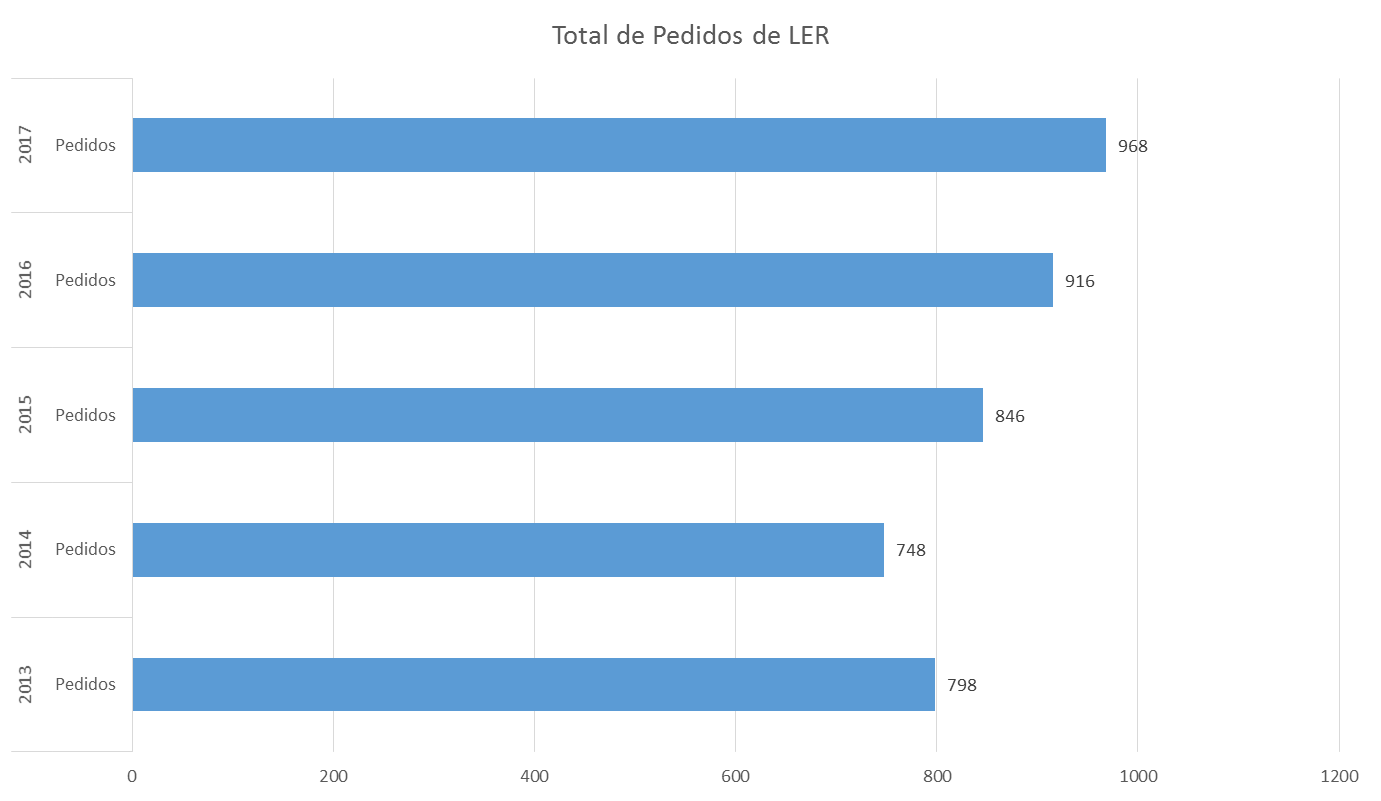 Total de Pedidos de LER
2017 Pedidos 968
2016 Pedidos 916
2015 Pedidos 846
2014 Pedidos 748
2013 Pedidos 798
0 200 400 600 800 1000 1200